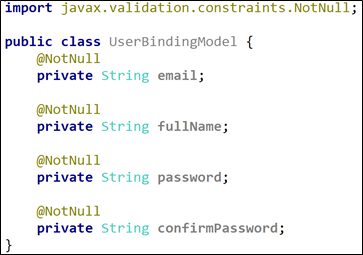 import javax.validation.constraints.NotNull;
public class UserBindingModel {
@NotNull
private String email;
@NotNull
private String fullName;
@NotNull
private String password;
@NotNull
private String confirmPassword;
}